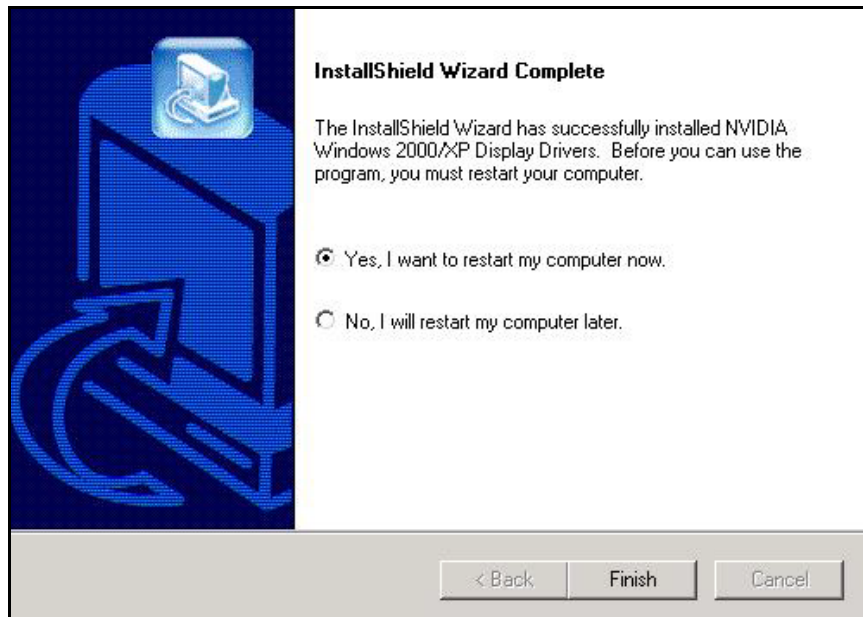 InstallShield Wizard Complete
The InstallShield Wizard has successfully installed NVIDIA
Windows 2000/XP Display Drivers.  Before you can use the
program, you must restart your computer.
Yes, I want to restart my computer now.
No, I will restart my computer later.
< Back
Finish
Cancel